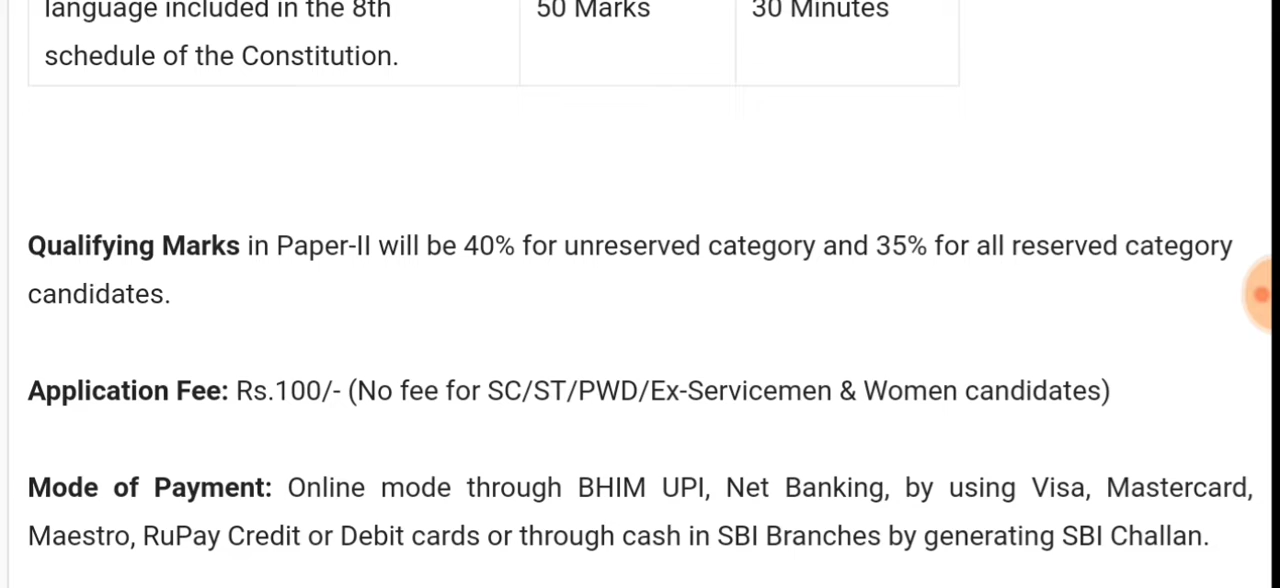 language included in the 8th
50 Marks
30 Minutes
schedule of the Constitution.
Qualifying Marks in Paper-II will be 40% for unreserved category and 35% for all reserved category
candidates.
Application Fee: Rs.100/- (No fee for SC/ST/PWD/Ex-Servicemen & Women candidates)
Mode of Payment: Online mode through BHIM UPI, Net Banking, by using Visa, Mastercard,
Maestro, RuPay Credit or Debit cards or through cash in SBI Branches by generating SBI Challan.